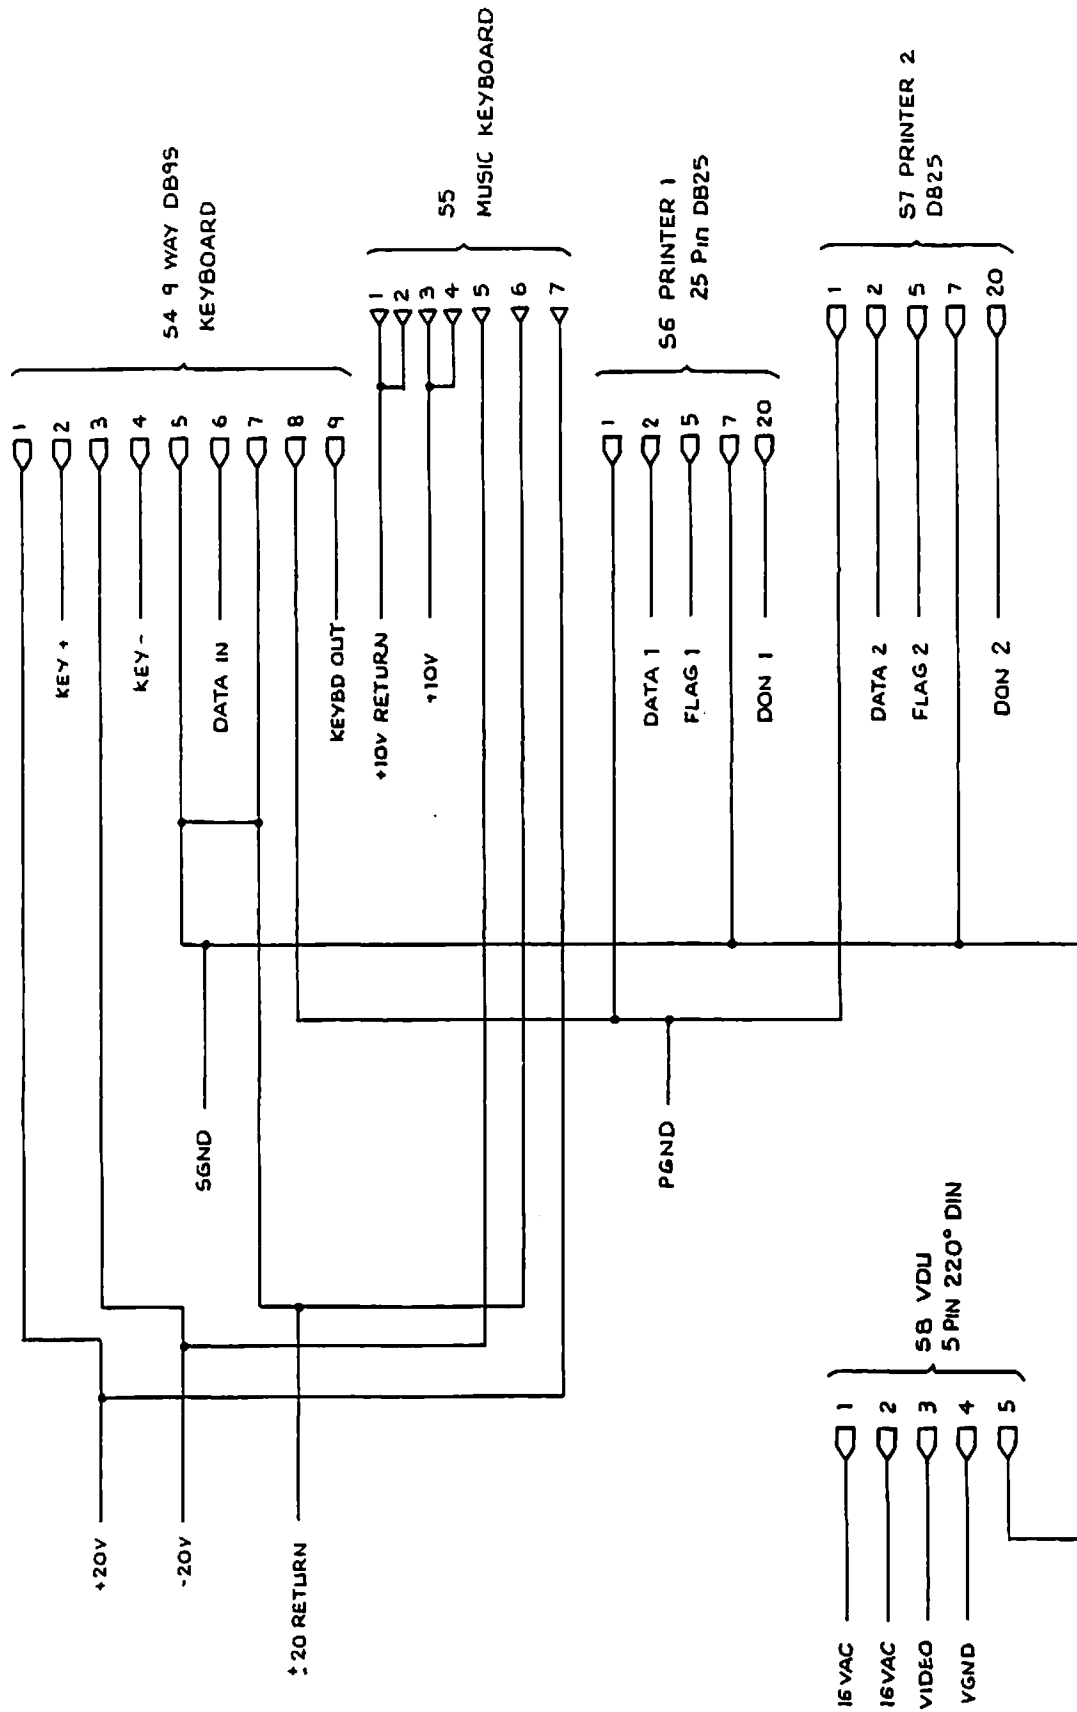 +20V
-20V
±20 RETURN
SGND
PGND
KEY +
KEY -
DATA IN
KEYBD OUT
1
2
3
4
5
6
7
8
9
S4 9 WAY DB9S
KEYBOARD
+10V RETURN
+10V
1
2
3
4
5
6
7
S5
MUSIC KEYBOARD
DATA 1
FLAG 1
DON 1
1
2
5
7
20
S6 PRINTER 1
25 Pin DB25
DATA 2
FLAG 2
DON 2
1
2
5
7
20
S7 PRINTER 2
DB25
16VAC
16VAC
VIDEO
VGND
1
2
3
4
5
S8 VDU
5 PIN 220° DIN